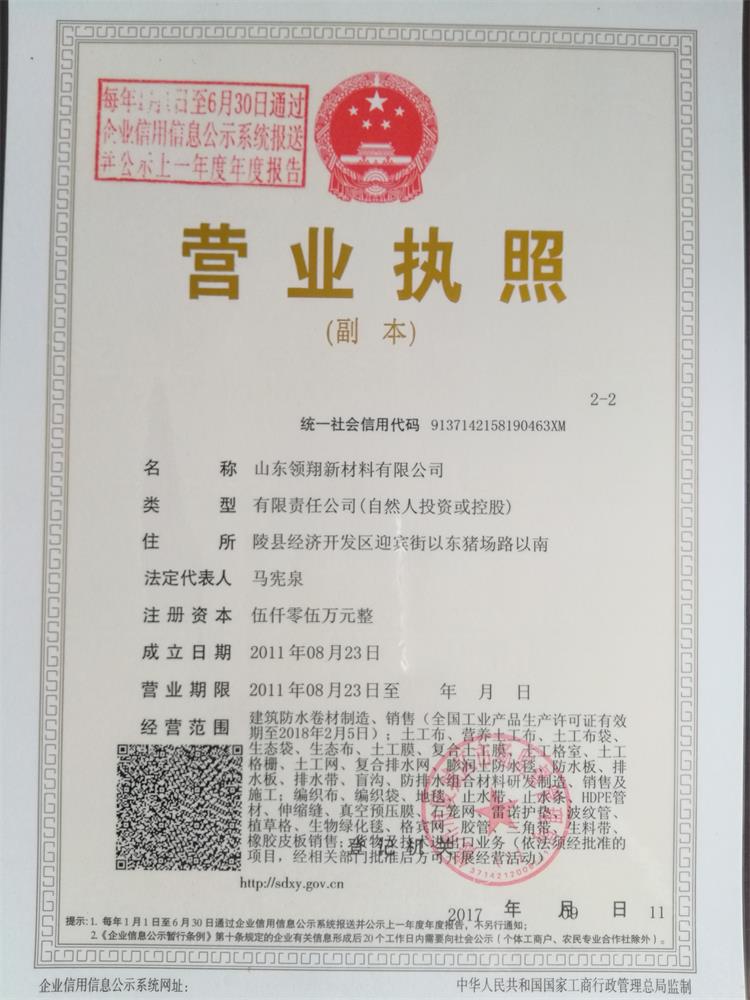 每年1月1日至6月30日通过
企业信用信息公示系统报送
并公示上一年度年度报告
营业执照
(副本)
2-2
统一社会信用代码 9137142158190463XM
名称 山东领翔新材料有限公司
类型 有限责任公司(自然人投资或控股)
住所 陵县经济开发区迎宾街以东猪场路以南
法定代表人 马宪泉
注册资本 伍仟零伍万元整
成立日期 2011年08月23日
营业期限 2011年08月23日至 年 月 日
经营范围 建筑防水卷材制造、销售（全国工业产品生产许可证有效
期至2018年2月5日）；土工布、营养土工布、土工布袋、
生态袋、生态布、土工膜、复合土工膜、土工格室、土工
格栅、土工网、复合排水网、膨润土防水毯、防水板、排
水板、排水带、盲沟、防排水组合材料研发制造、销售及
施工；编织布、编织袋、地毯、止水带、止水条、HDPE管
材、伸缩缝、真空预压膜、石笼网、雷诺护垫、波纹管、
植草格、生物绿化毯、格宾网、胶管、三角带、生料带、
橡胶皮板销售；货物及技术进出口业务（依法须经批准的
项目，经相关部门批准后方可开展经营活动）
登记机关
3714212006
http://sdxy.gov.cn
2017 年 09 月 11 日
提示：1. 每年1月1日至6月30日通过企业信用信息公示系统报送并公示上一年度年度报告，不另行通知；
2.《企业信息公示暂行条例》第十条规定的企业有关信息形成后20个工作日内需要向社会公示（个体工商户、农民专业合作社除外）。
企业信用信息公示系统网址：
中华人民共和国国家工商行政管理总局监制